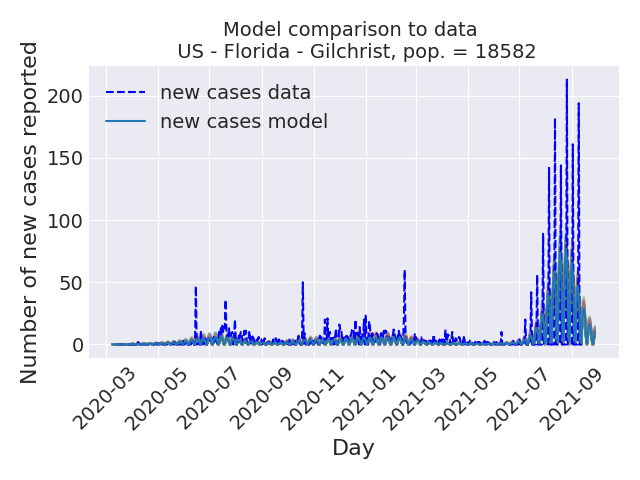 Model comparison to data
US - Florida - Gilchrist, pop. = 18582
Number of new cases reported
200
150
100
50
0
new cases data
new cases model
2020-03
2020-05
2020-07
2020-09
2020-11
2021-01
2021-03
2021-05
2021-07
2021-09
Day